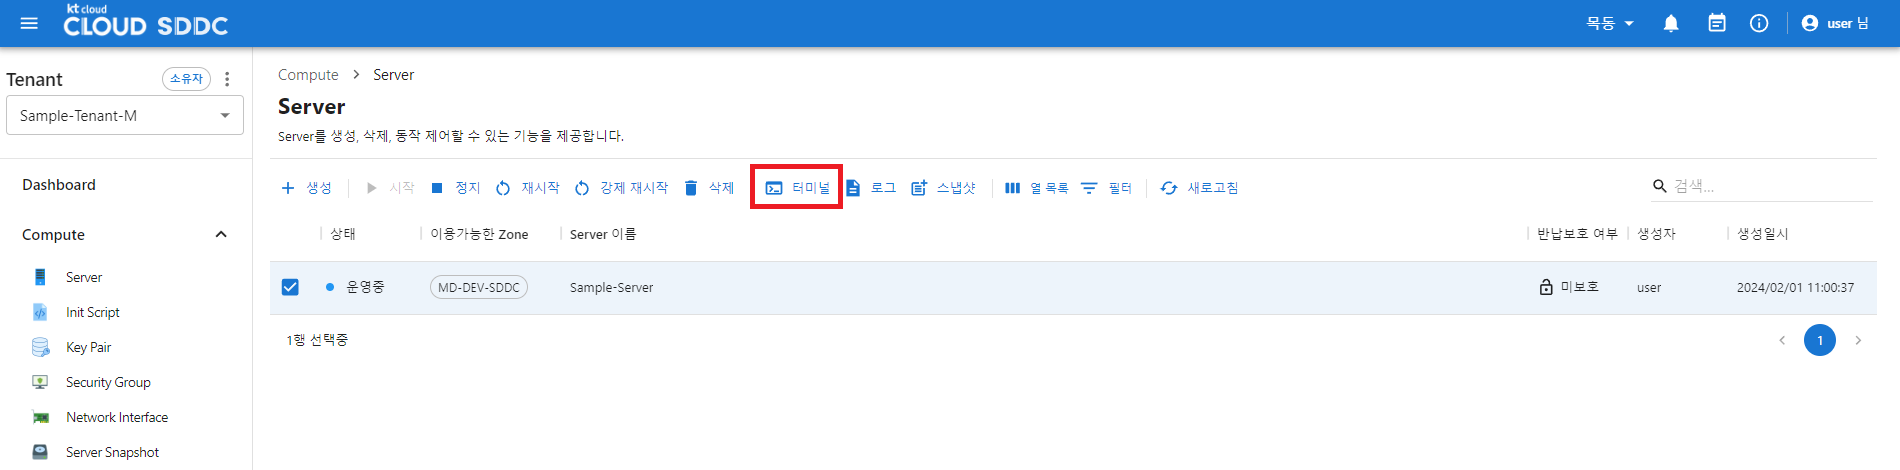 kt cloud
CLOUD SDDC
목동
user 님
Tenant
소유자
Sample-Tenant-M
Dashboard
Compute
Server
Init Script
Key Pair
Security Group
Network Interface
Server Snapshot
Compute > Server
Server
Server를 생성, 삭제, 동작 제어할 수 있는 기능을 제공합니다.
+ 생성 시작 정지 재시작 강제 재시작 삭제 터미널 로그 스냅샷 열 목록 필터 새로고침 검색...
상태 이용가능한 Zone Server 이름 반납보호 여부 생성자 생성일시
운영중 MD-DEV-SDDC Sample-Server 미보호 user 2024/02/01 11:00:37
1행 선택중
1